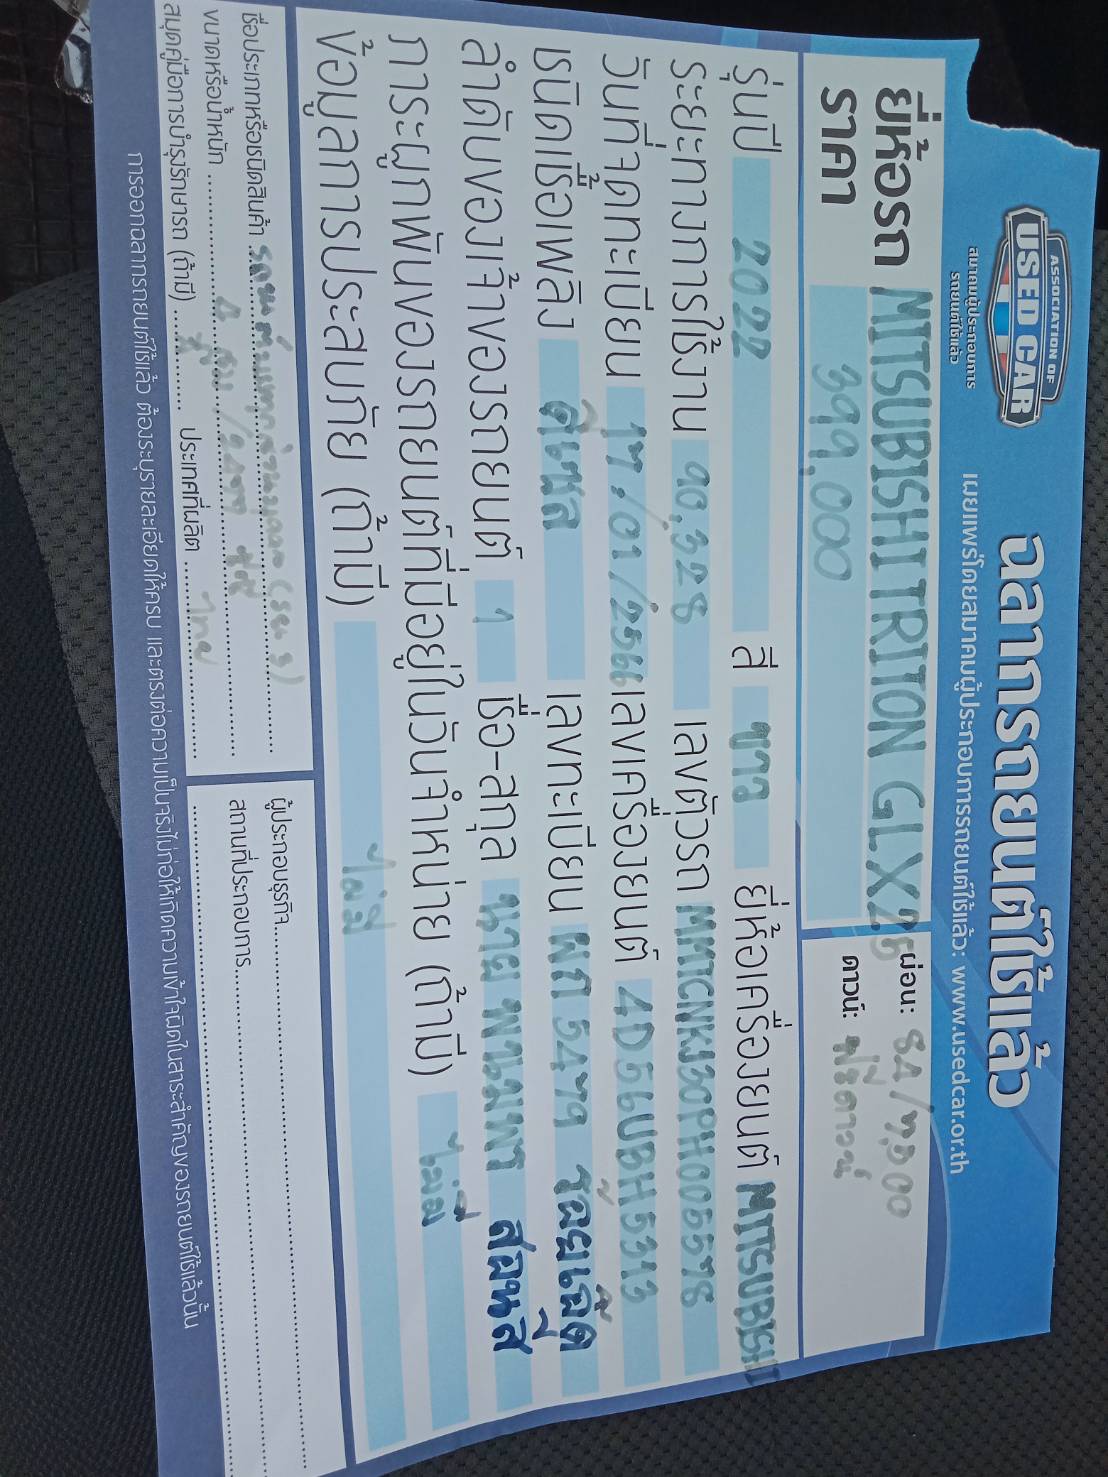 ASSOCIATION OF
USED CAR
สมาคมผู้ประกอบการ
รถยนต์ใช้แล้ว
ฉลากรถยนต์ใช้แล้ว
เผยแพร่โดยสมาคมผู้ประกอบการรถยนต์ใช้แล้ว: www.usedcar.or.th
ยี่ห้อรถ MITSUBISHI TRITON GLX ผ่อน: 84/7,500
ราคา 399,000 ดาวน์: ฟรีดาวน์
รุ่นปี 2022 สี ขาว ยี่ห้อเครื่องยนต์ MITSUBISHI
ระยะทางการใช้งาน 90,328 เลขตัวรถ
วันที่จดทะเบียน 17/01/2566 เลขเครื่องยนต์
ชนิดเชื้อเพลิง ดีเซล เลขทะเบียน ผต 5479 ร้อยเอ็ด
ลำดับของเจ้าของรถยนต์ 1 ชื่อ-สกุล นาย
ภาระผูกพันของรถยนต์ที่มีอยู่ในวันจำหน่าย (ถ้ามี) ไม่มี
ข้อมูลการประสบภัย (ถ้ามี) ไม่มี
ชื่อประเภทหรือชนิดสินค้า
ขนาดหรือน้ำหนัก
สมุดคู่มือการบำรุงรักษารถ (ถ้ามี) ประเทศที่ผลิต ไทย
ผู้ประกอบธุรกิจ
สถานที่ประกอบการ
การออกฉลากรถยนต์ใช้แล้ว ต้องระบุรายละเอียดให้ครบ และตรงต่อความเป็นจริงไม่ก่อให้เกิดความเข้าใจผิดในสาระสำคัญของรถยนต์ใช้แล้วนั้น